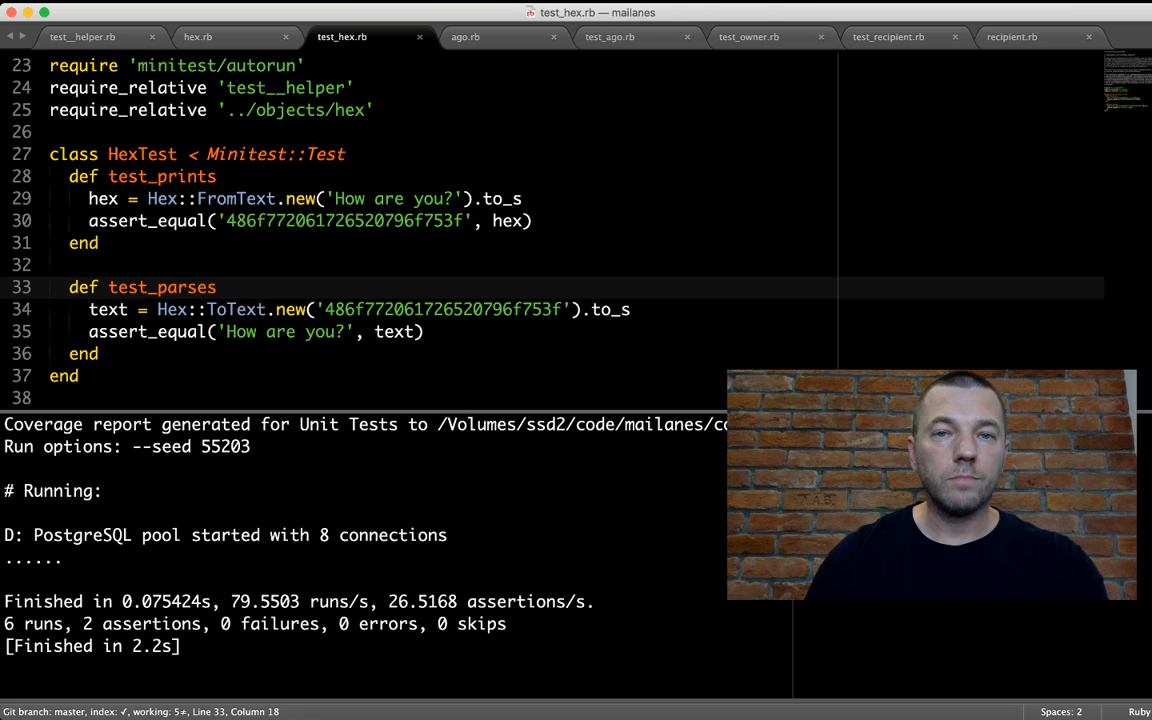 test_hex.rb — mailanes
test__helper.rb
hex.rb
test_hex.rb
ago.rb
test_ago.rb
test_owner.rb
test_recipient.rb
recipient.rb
23 require 'minitest/autorun'
24 require_relative 'test__helper'
25 require_relative '../objects/hex'
26
27 class HexTest < Minitest::Test
28 def test_prints
29 hex = Hex::FromText.new('How are you?').to_s
30 assert_equal('486f772061726520796f753f', hex)
31 end
32
33 def test_parses
34 text = Hex::ToText.new('486f772061726520796f753f').to_s
35 assert_equal('How are you?', text)
36 end
37 end
38
Coverage report generated for Unit Tests to /Volumes/ssd2/code/mailanes/co
Run options: --seed 55203
# Running:
D: PostgreSQL pool started with 8 connections
......
Finished in 0.075424s, 79.5503 runs/s, 26.5168 assertions/s.
6 runs, 2 assertions, 0 failures, 0 errors, 0 skips
[Finished in 2.2s]
Git branch: master, index: ✓, working: 5≠, Line 33, Column 18
Spaces: 2
Ruby